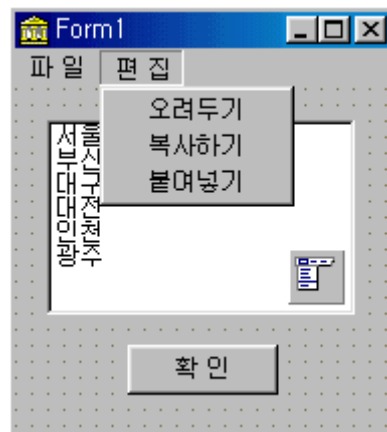 Form1
파 일 편 집
오려두기
복사하기
붙여넣기
서울
부산
대구
대전
인천
광주
확 인